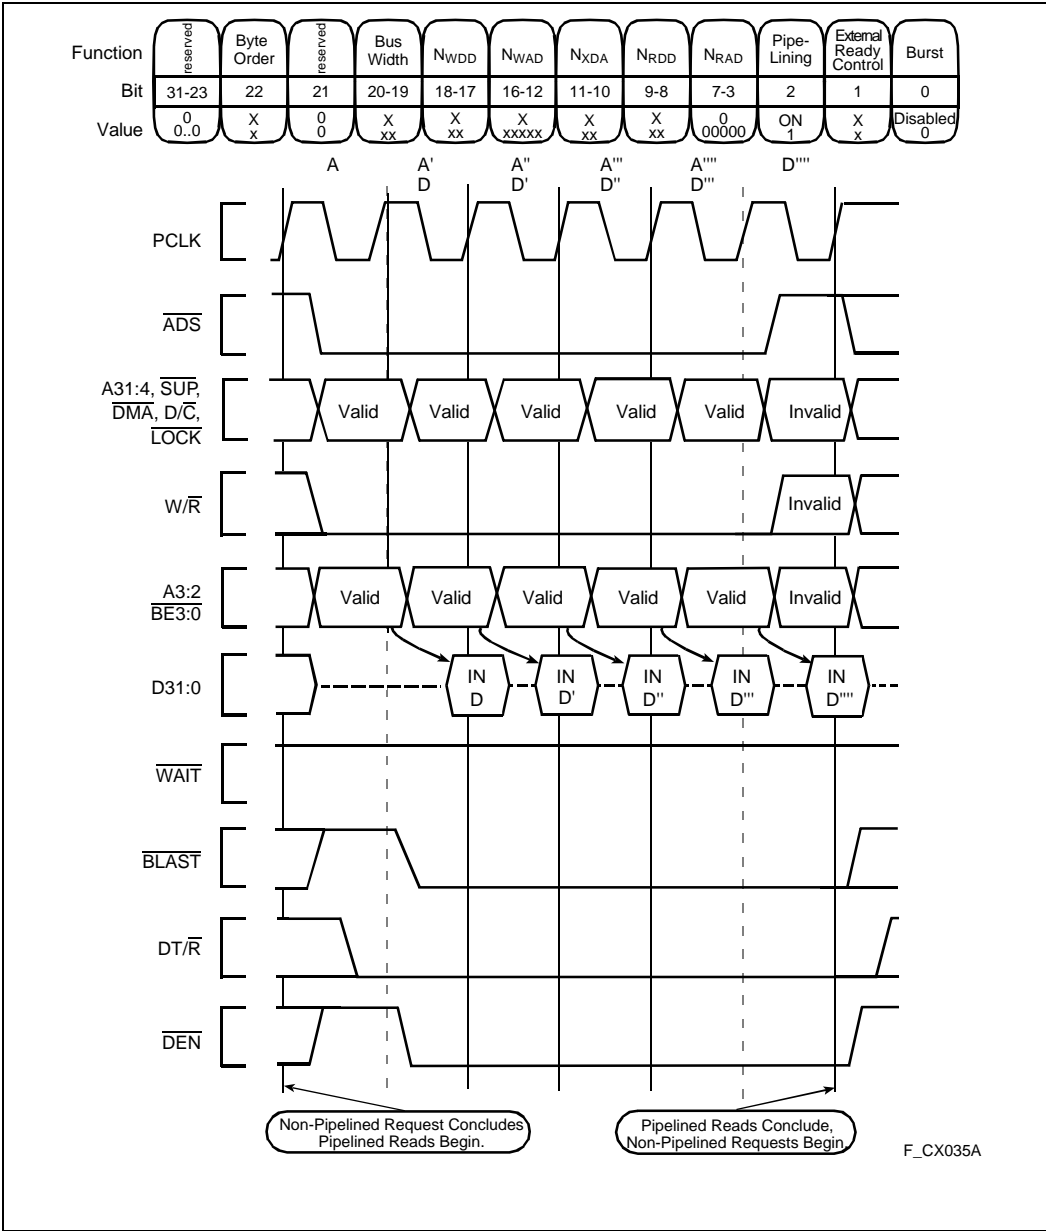 Function
reserved
Byte
Order
reserved
Bus
Width
NWDD
NWAD
NXDA
NRDD
NRAD
Pipe-
Lining
External
Ready
Control
Burst
Bit 31-23 22 21 20-19 18-17 16-12 11-10 9-8 7-3 2 1 0
Value
0 X 0 X X X X X 0 ON X Disabled
0..0 x 0 xx xx xxxxx xx xx 00000 1 x 0
A A' A'' A''' A'''' D''''
D D' D'' D'''
PCLK
ADS
A31:4, SUP,
DMA, D/C,
LOCK
Valid Valid Valid Valid Valid Invalid
W/R
Invalid
A3:2
BE3:0
Valid Valid Valid Valid Valid Invalid
D31:0
IN IN IN IN IN
D D' D'' D''' D''''
WAIT
BLAST
DT/R
DEN
Non-Pipelined Request Concludes
Pipelined Reads Begin.
Pipelined Reads Conclude,
Non-Pipelined Requests Begin.
F_CX035A